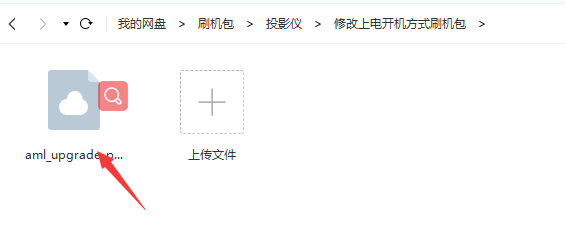 我的网盘 > 刷机包 > 投影仪 > 修改上电开机方式刷机包 >
aml_upgrade_p... 上传文件